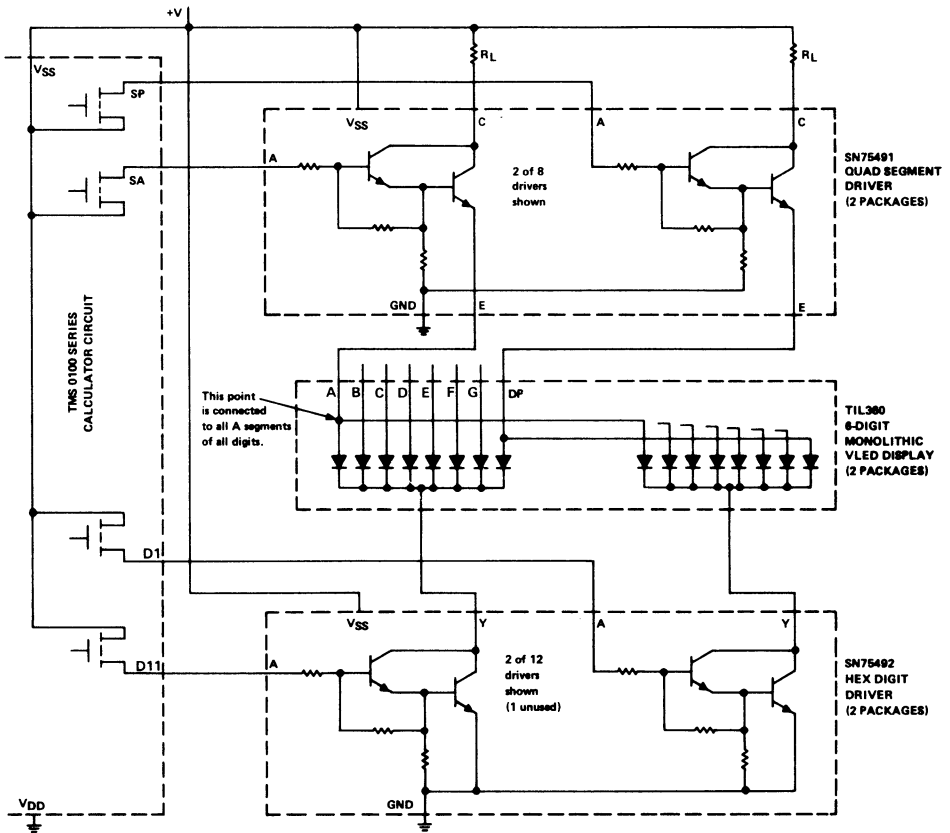 +V
VSS
SP
RL
RL
VSS
C
A
C
A
SA
2 of 8
drivers
shown
SN75491
QUAD SEGMENT
DRIVER
(2 PACKAGES)
GND
E
E
TMS 0100 SERIES
CALCULATOR CIRCUIT
This point
is connected
to all A segments
of all digits.
A B C D E F G DP
TIL360
6-DIGIT
MONOLITHIC
VLED DISPLAY
(2 PACKAGES)
D1
VSS
Y
A
Y
D11
A
2 of 12
drivers
shown
(1 unused)
SN75492
HEX DIGIT
DRIVER
(2 PACKAGES)
VDD
GND